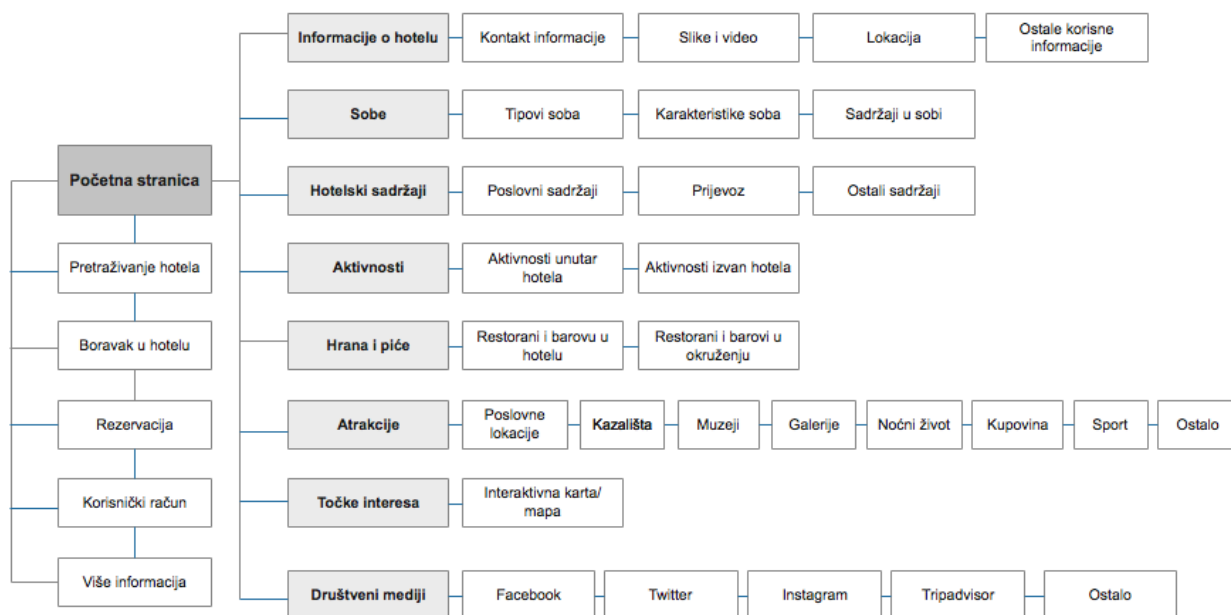 Informacije o hotelu
Kontakt informacije
Slike i video
Lokacija
Ostale korisne
informacije
Sobe
Tipovi soba
Karakteristike soba
Sadržaji u sobi
Početna stranica
Hotelski sadržaji
Poslovni sadržaji
Prijevoz
Ostali sadržaji
Pretraživanje hotela
Aktivnosti
Aktivnosti unutar
hotela
Aktivnosti izvan hotela
Boravak u hotelu
Hrana i piće
Restorani i barovu u
hotelu
Restorani i barovi u
okruženju
Rezervacija
Atrakcije
Poslovne
lokacije
Kazališta
Muzeji
Galerije
Noćni život
Kupovina
Sport
Ostalo
Korisnički račun
Točke interesa
Interaktivna karta/
mapa
Više informacija
Društveni mediji
Facebook
Twitter
Instagram
Tripadvisor
Ostalo